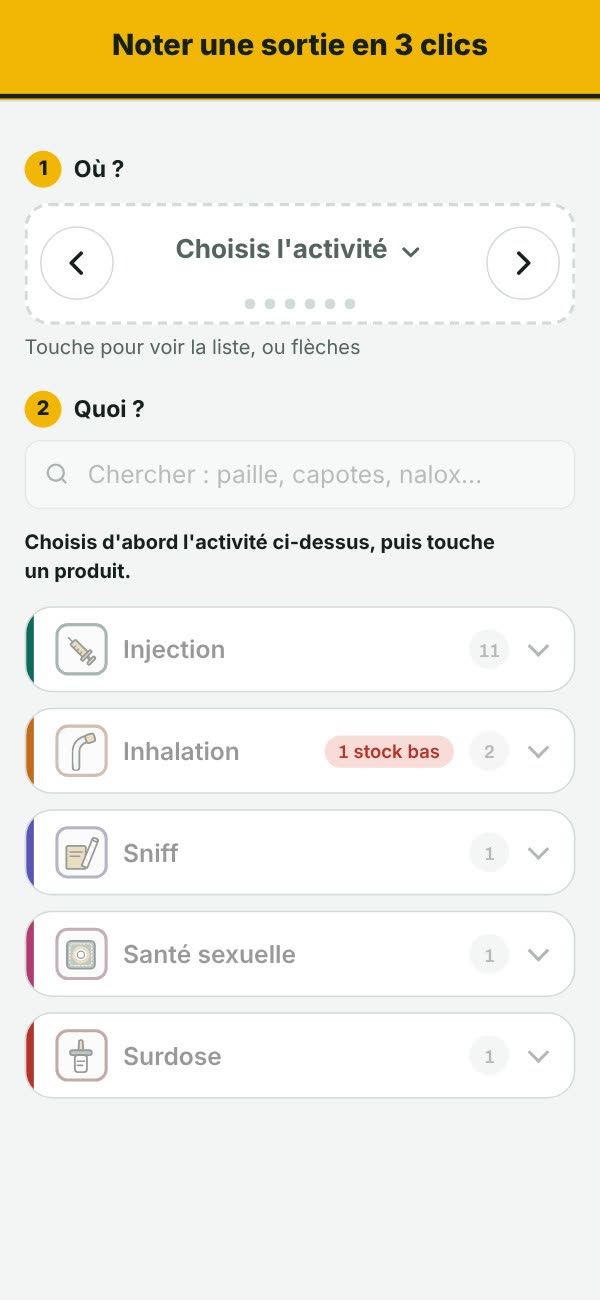 Noter une sortie en 3 clics
1 Où ?
Choisis l'activité
Touche pour voir la liste, ou flèches
2 Quoi ?
Chercher : paille, capotes, nalox...
Choisis d'abord l'activité ci-dessus, puis touche
un produit.
Injection 11
Inhalation 1 stock bas 2
Sniff 1
Santé sexuelle 1
Surdose 1